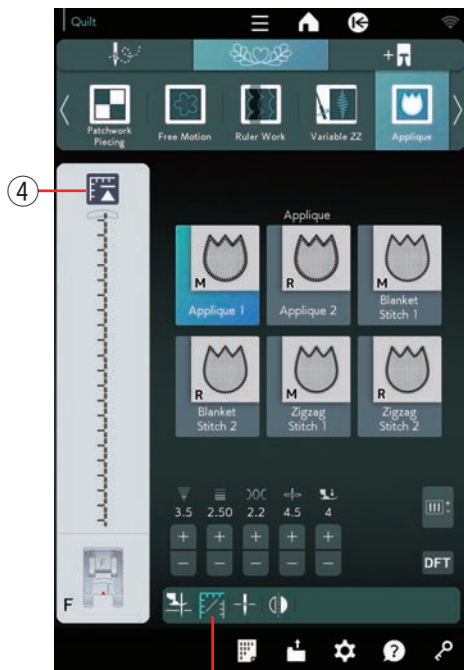 Quilt
Patchwork
Piecing
Free Motion
Ruler Work
Variable ZZ
Applique
4
Applique
M
Applique 1
R
Applique 2
M
Blanket
Stitch 1
R
Blanket
Stitch 2
M
Zigzag
Stitch 1
R
Zigzag
Stitch 2
3.5 2.50 2.2 4.5 4
+ + + + +
− − − − −
DFT
F